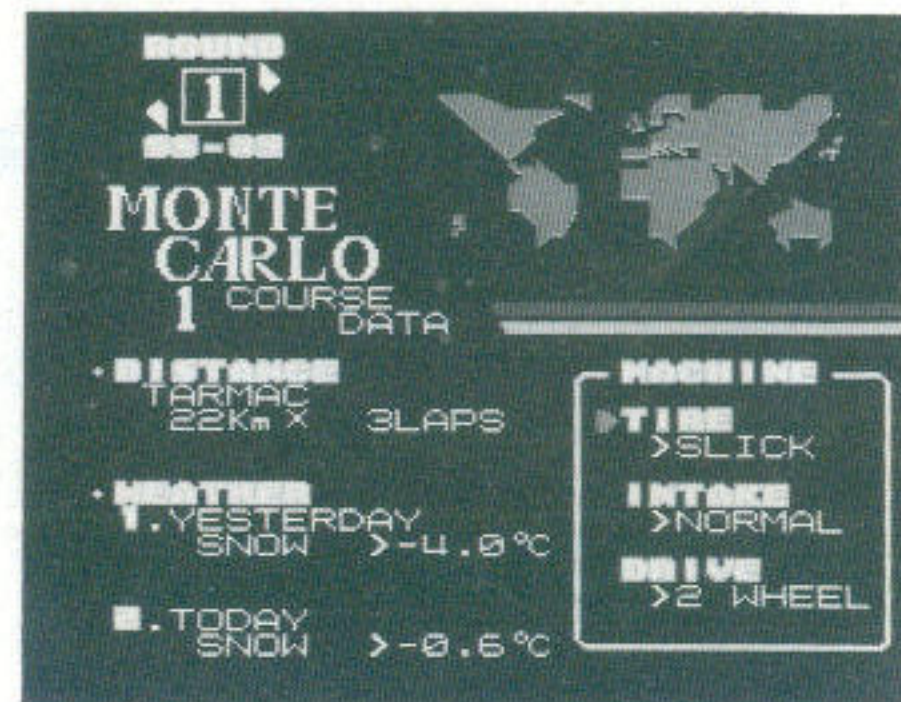 ROUND
1
MONTE
CARLO
1 COURSE
DATA
DISTANCE
TARMAC
22Km X 3LAPS
WEATHER
.YESTERDAY
SNOW >-4.0°C
.TODAY
SNOW >-0.6°C
MACHINE
TIRE
>SLICK
INTAKE
>NORMAL
DRIVE
>2 WHEEL